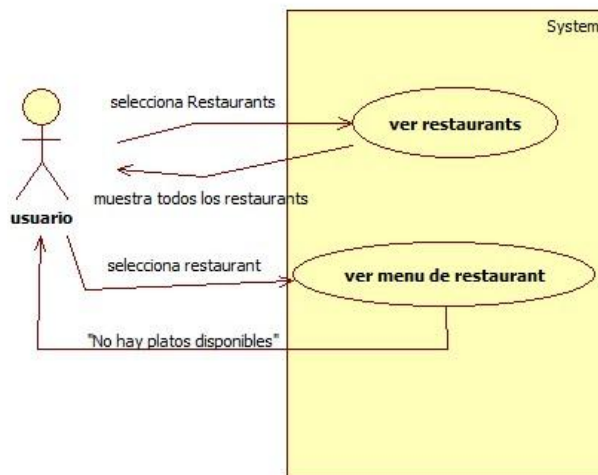 System
selecciona Restaurants
ver restaurants
muestra todos los restaurants
usuario
selecciona restaurant
ver menu de restaurant
"No hay platos disponibles"